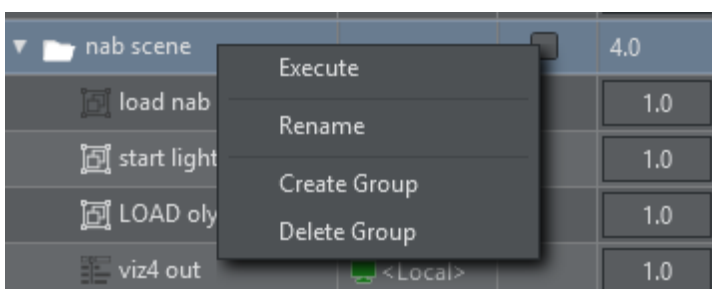 nab scene
4.0
Execute
load nab
1.0
Rename
start light
1.0
Create Group
LOAD oly
1.0
Delete Group
viz4 out
<Local>
1.0